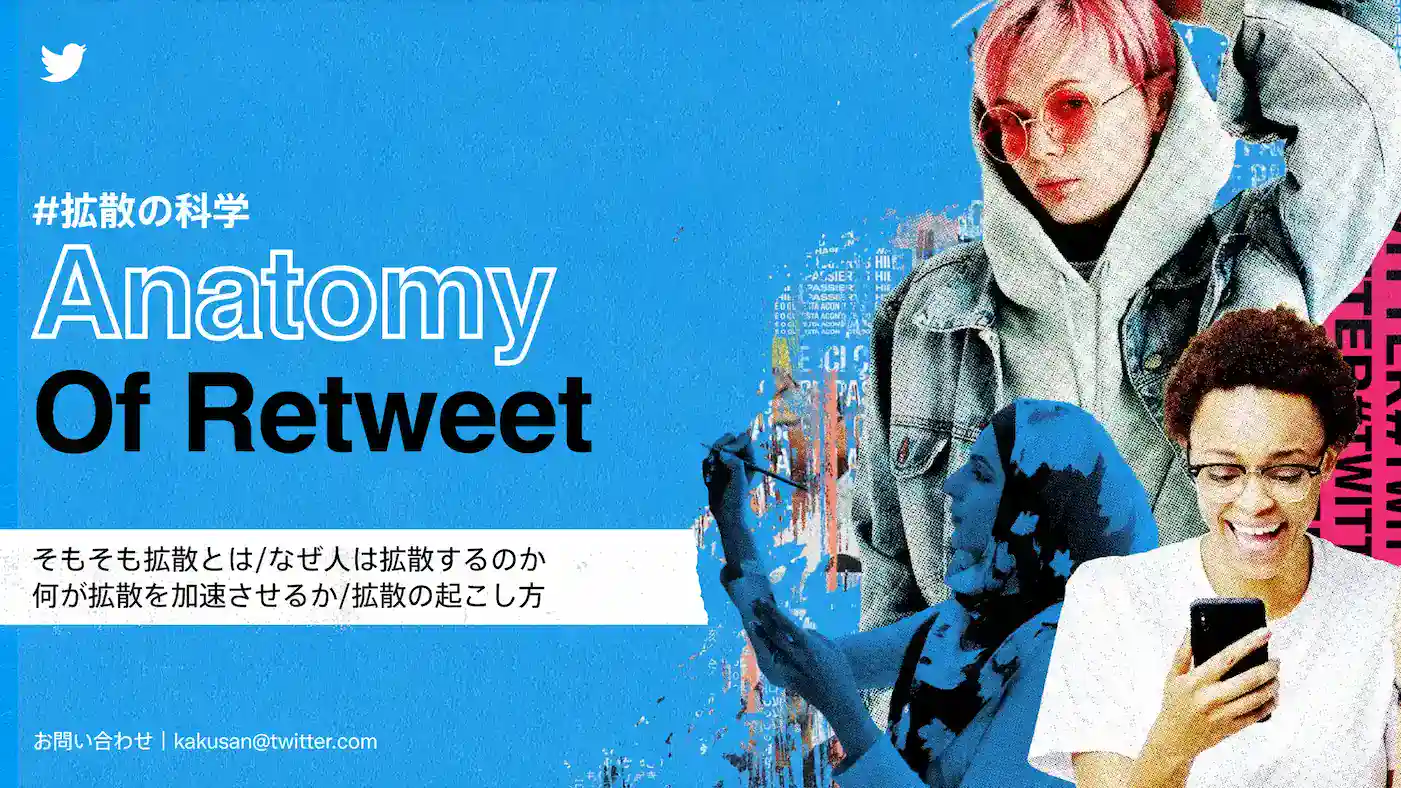 #拡散の科学
Anatomy
Of Retweet
そもそも拡散とは/なぜ人は拡散するのか
何が拡散を加速させるか/拡散の起こし方
お問い合わせ｜kakusan@twitter.com